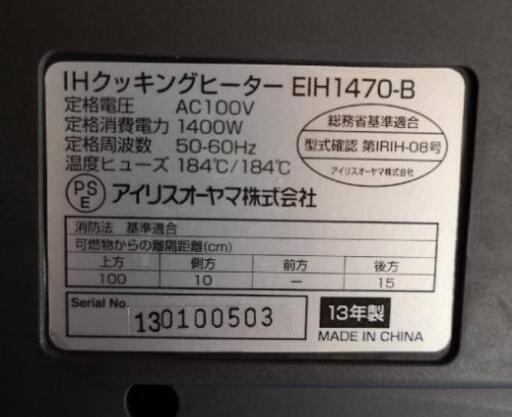 IHクッキングヒーター EIH1470-B
定格電圧 AC100V
定格消費電力 1400W
定格周波数 50-60Hz
温度ヒューズ 184℃/184℃
総務省基準適合
型式確認 第IRIH-08号
アイリスオーヤマ株式会社
PS
E
アイリスオーヤマ株式会社
消防法 基準適合
可燃物からの離隔距離(cm)
上方 側方 前方 後方
100 10 ー 15
Serial No.
130100503
13年製
MADE IN CHINA